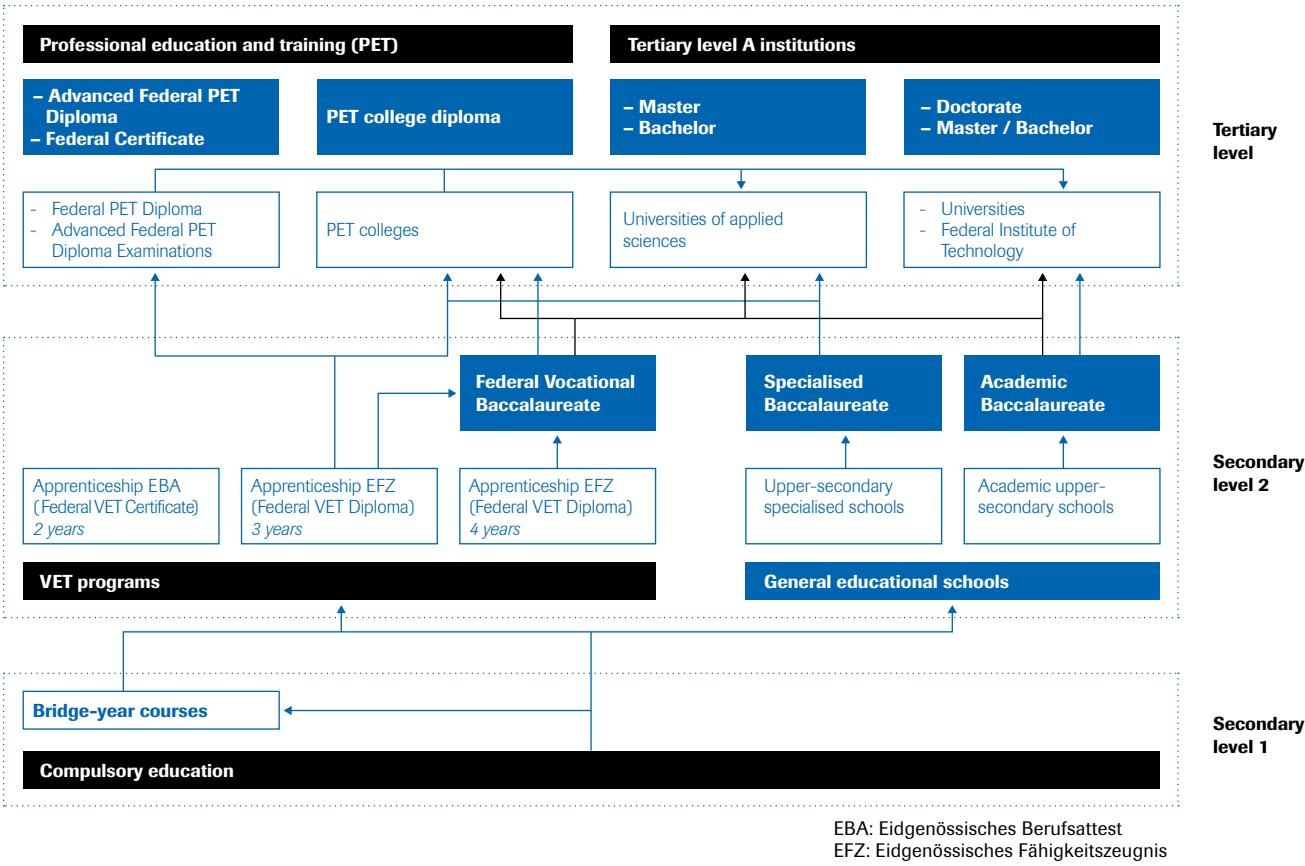 Professional education and training (PET)
Tertiary level A institutions
– Advanced Federal PET
Diploma
– Federal Certificate
PET college diploma
– Master
– Bachelor
– Doctorate
– Master / Bachelor
Tertiary
level
- Federal PET Diploma
- Advanced Federal PET
Diploma Examinations
PET colleges
Universities of applied
sciences
- Universities
- Federal Institute of
Technology
Federal Vocational
Baccalaureate
Specialised
Baccalaureate
Academic
Baccalaureate
Secondary
level 2
Apprenticeship EBA
(Federal VET Certificate)
2 years
Apprenticeship EFZ
(Federal VET Diploma)
3 years
Apprenticeship EFZ
(Federal VET Diploma)
4 years
Upper-secondary
specialised schools
Academic upper-
secondary schools
VET programs
General educational schools
Bridge-year courses
Secondary
level 1
Compulsory education
EBA: Eidgenössisches Berufsattest
EFZ: Eidgenössisches Fähigkeitszeugnis